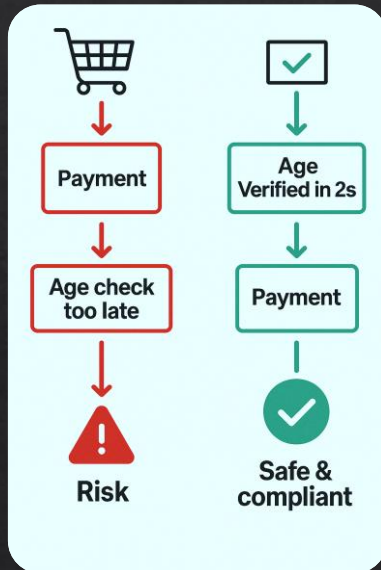 Payment
Age check
too late
Risk
Age
Verified in 2s
Payment
Safe &
compliant